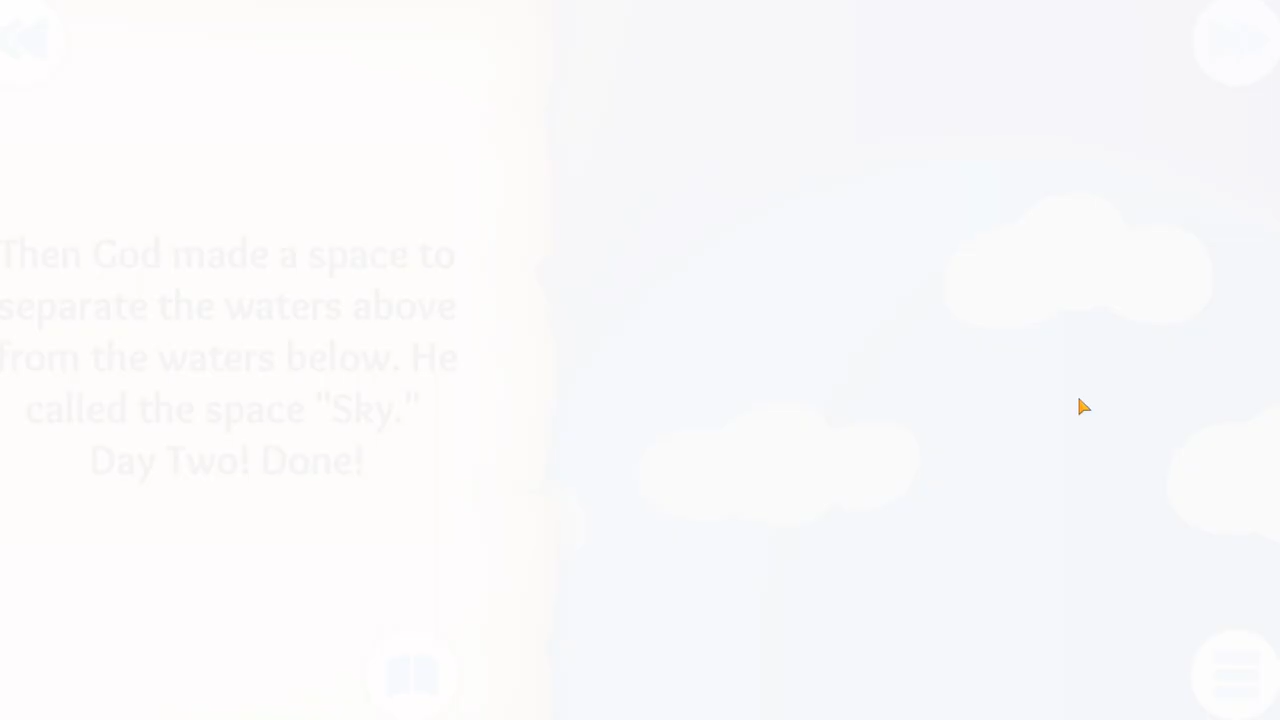 Then God made a space to
separate the waters above
from the waters below. He
called the space "Sky."
Day Two! Done!